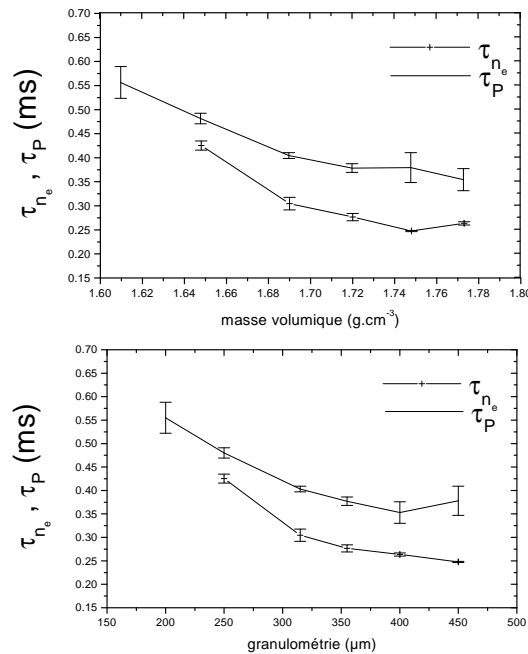 0.70
0.65
0.60
0.55
0.50
0.45
0.40
0.35
0.30
0.25
0.20
0.15
τne , τP (ms)
τne
τP
1.60 1.62 1.64 1.66 1.68 1.70 1.72 1.74 1.76 1.78 1.80
masse volumique (g.cm-3)
0.70
0.65
0.60
0.55
0.50
0.45
0.40
0.35
0.30
0.25
0.20
0.15
τne , τP (ms)
τne
τP
150 200 250 300 350 400 450 500
granulométrie (µm)